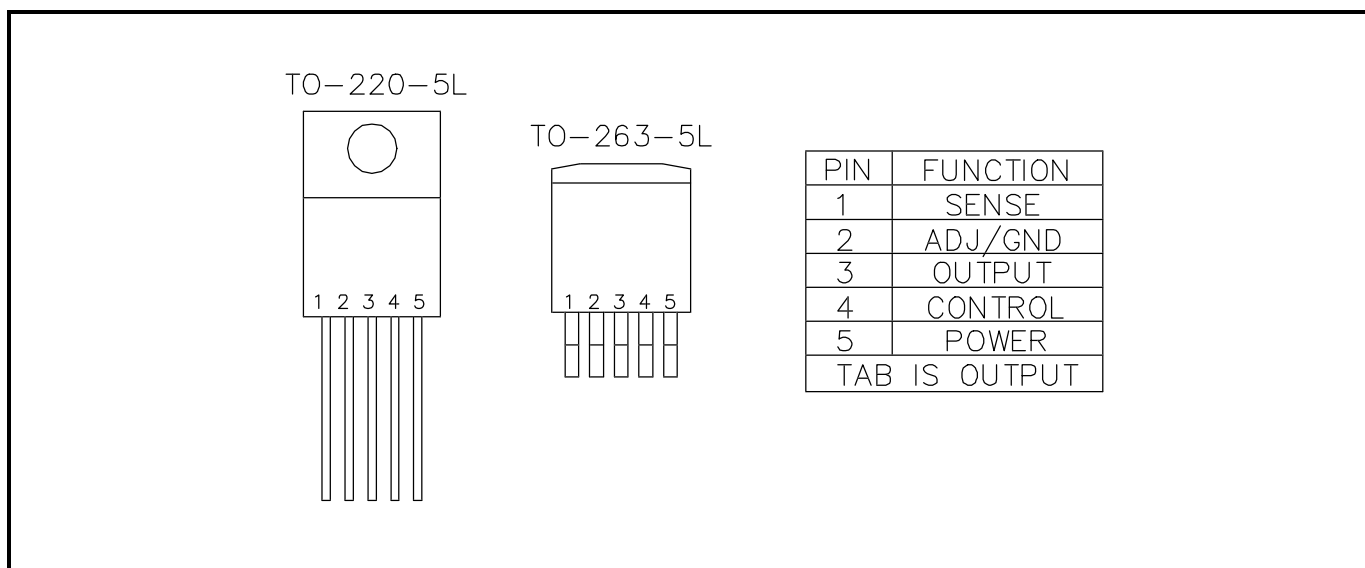 TO-220-5L
1 2 3 4 5
TO-263-5L
1 2 3 4 5
PIN FUNCTION
1 SENSE
2 ADJ/GND
3 OUTPUT
4 CONTROL
5 POWER
TAB IS OUTPUT